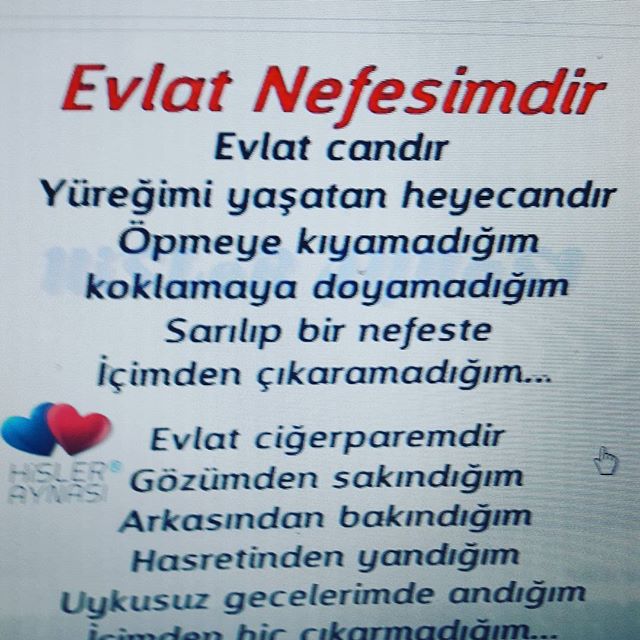 Evlat Nefesimdir
Evlat candır
Yüreğimi yaşatan heyecandır
Öpmeye kıyamadığım
koklamaya doyamadığım
Sarılıp bir nefeste
İçimden çıkaramadığım...
Evlat ciğerparemdir
Gözümden sakındığım
Arkasından bakındığım
Hasretinden yandığım
Uykusuz gecelerimde andığım
İçimden hiç çıkarmadığım...
HİSLER®
AYNASI